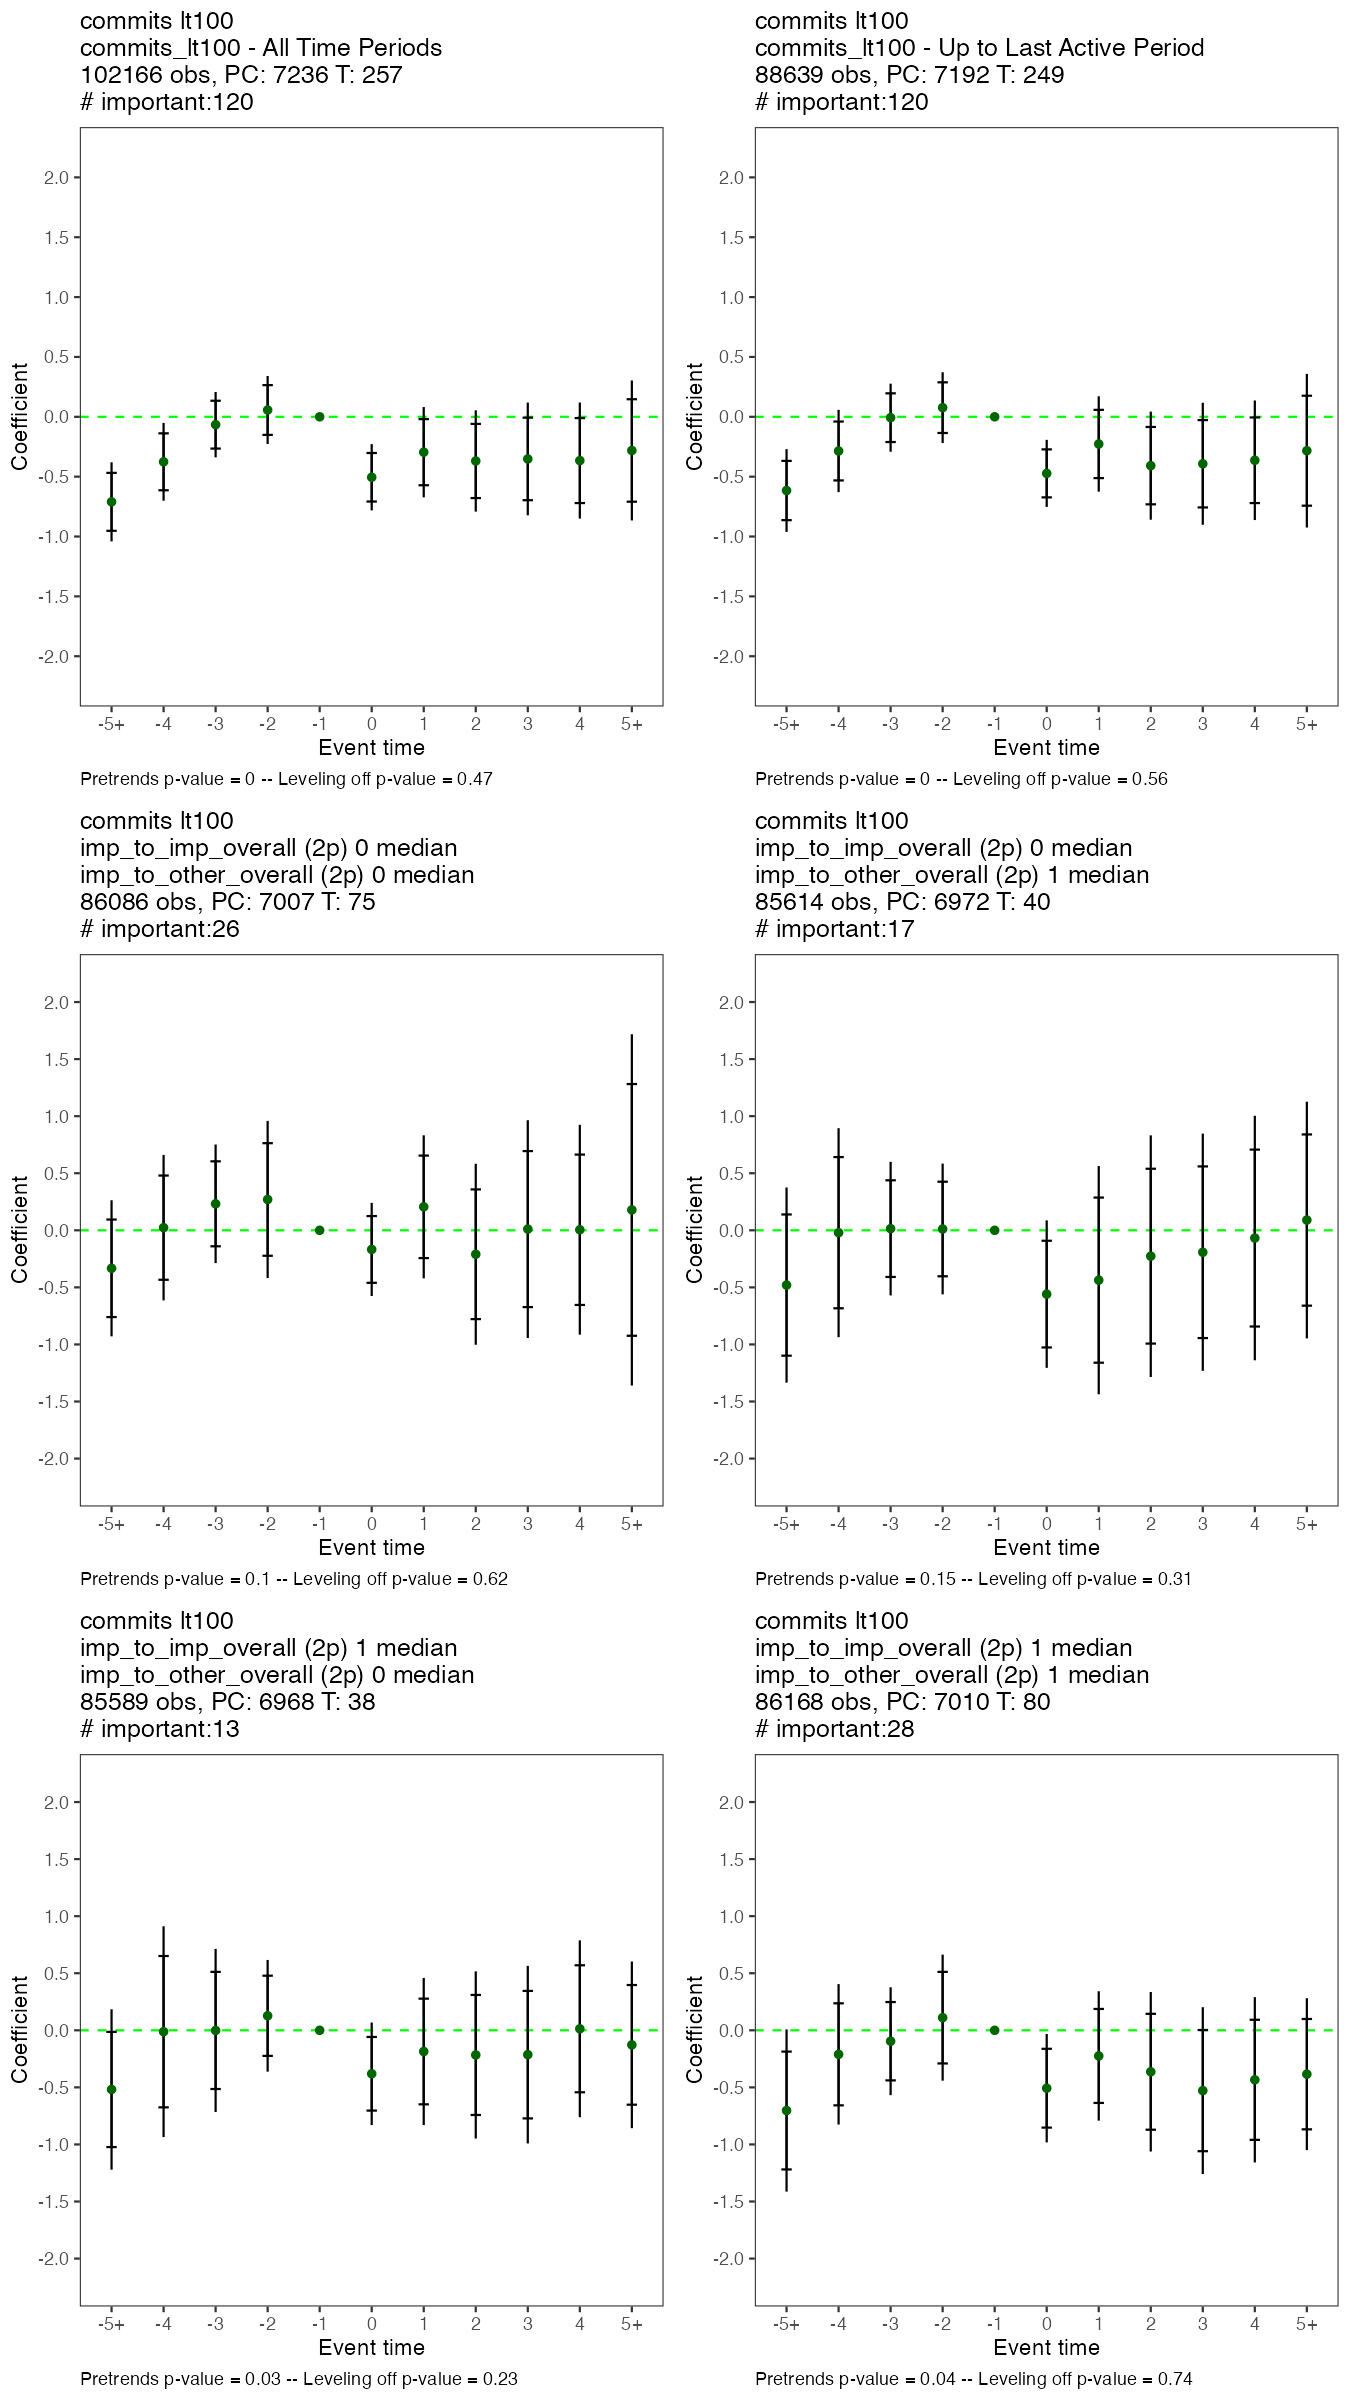 commits lt100
commits_lt100 - All Time Periods
102166 obs, PC: 7236 T: 257
# important:120
2.0
1.5
1.0
0.5
0.0
-0.5
-1.0
-1.5
-2.0
Coefficient
-5+ -4 -3 -2 -1 0 1 2 3 4 5+
Event time
Pretrends p-value = 0 -- Leveling off p-value = 0.47
commits lt100
commits_lt100 - Up to Last Active Period
88639 obs, PC: 7192 T: 249
# important:120
2.0
1.5
1.0
0.5
0.0
-0.5
-1.0
-1.5
-2.0
Coefficient
-5+ -4 -3 -2 -1 0 1 2 3 4 5+
Event time
Pretrends p-value = 0 -- Leveling off p-value = 0.56
commits lt100
imp_to_imp_overall (2p) 0 median
imp_to_other_overall (2p) 0 median
86086 obs, PC: 7007 T: 75
# important:26
2.0
1.5
1.0
0.5
0.0
-0.5
-1.0
-1.5
-2.0
Coefficient
-5+ -4 -3 -2 -1 0 1 2 3 4 5+
Event time
Pretrends p-value = 0.1 -- Leveling off p-value = 0.62
commits lt100
imp_to_imp_overall (2p) 0 median
imp_to_other_overall (2p) 1 median
85614 obs, PC: 6972 T: 40
# important:17
2.0
1.5
1.0
0.5
0.0
-0.5
-1.0
-1.5
-2.0
Coefficient
-5+ -4 -3 -2 -1 0 1 2 3 4 5+
Event time
Pretrends p-value = 0.15 -- Leveling off p-value = 0.31
commits lt100
imp_to_imp_overall (2p) 1 median
imp_to_other_overall (2p) 0 median
85589 obs, PC: 6968 T: 38
# important:13
2.0
1.5
1.0
0.5
0.0
-0.5
-1.0
-1.5
-2.0
Coefficient
-5+ -4 -3 -2 -1 0 1 2 3 4 5+
Event time
Pretrends p-value = 0.03 -- Leveling off p-value = 0.23
commits lt100
imp_to_imp_overall (2p) 1 median
imp_to_other_overall (2p) 1 median
86168 obs, PC: 7010 T: 80
# important:28
2.0
1.5
1.0
0.5
0.0
-0.5
-1.0
-1.5
-2.0
Coefficient
-5+ -4 -3 -2 -1 0 1 2 3 4 5+
Event time
Pretrends p-value = 0.04 -- Leveling off p-value = 0.74